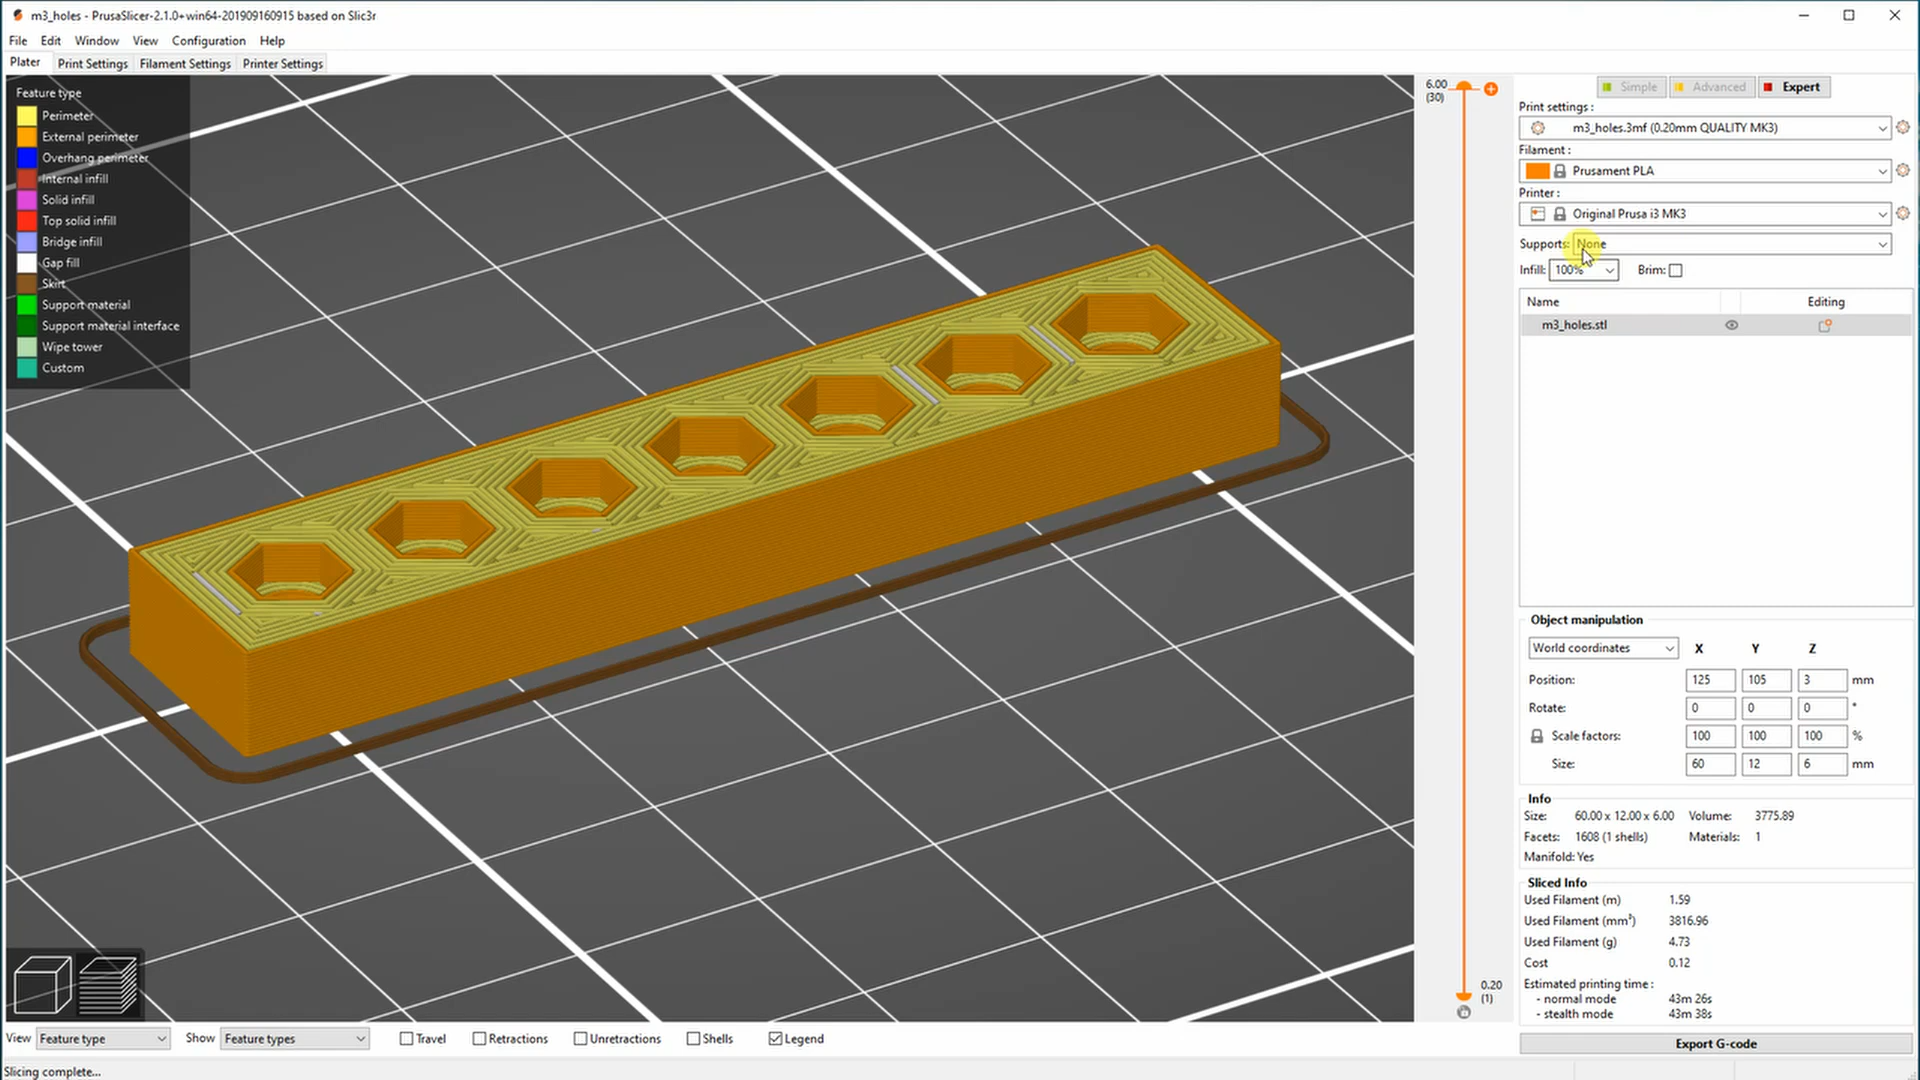 m3_holes - PrusaSlicer-2.1.0+win64-201909160915 based on Slic3r
File Edit Window View Configuration Help
Plater Print Settings Filament Settings Printer Settings
Feature type
Perimeter
External perimeter
Overhang perimeter
Internal infill
Solid infill
Top solid infill
Bridge infill
Gap fill
Skirt
Support material
Support material interface
Wipe tower
Custom
6.00
(30)
0.20
(1)
Simple Advanced Expert
Print settings :
m3_holes.3mf (0.20mm QUALITY MK3)
Filament :
Prusament PLA
Printer :
Original Prusa i3 MK3
Supports: None
Infill: 100% Brim:
Name Editing
m3_holes.stl
Object manipulation
World coordinates X Y Z
Position: 125 105 3 mm
Rotate: 0 0 0 °
Scale factors: 100 100 100 %
Size: 60 12 6 mm
Info
Size: 60.00 x 12.00 x 6.00 Volume: 3775.89
Facets: 1608 (1 shells) Materials: 1
Manifold: Yes
Sliced Info
Used Filament (m) 1.59
Used Filament (mm³) 3816.96
Used Filament (g) 4.73
Cost 0.12
Estimated printing time :
- normal mode 43m 26s
- stealth mode 43m 38s
Export G-code
View Feature type Show Feature types Travel Retractions Unretractions Shells Legend
Slicing complete...